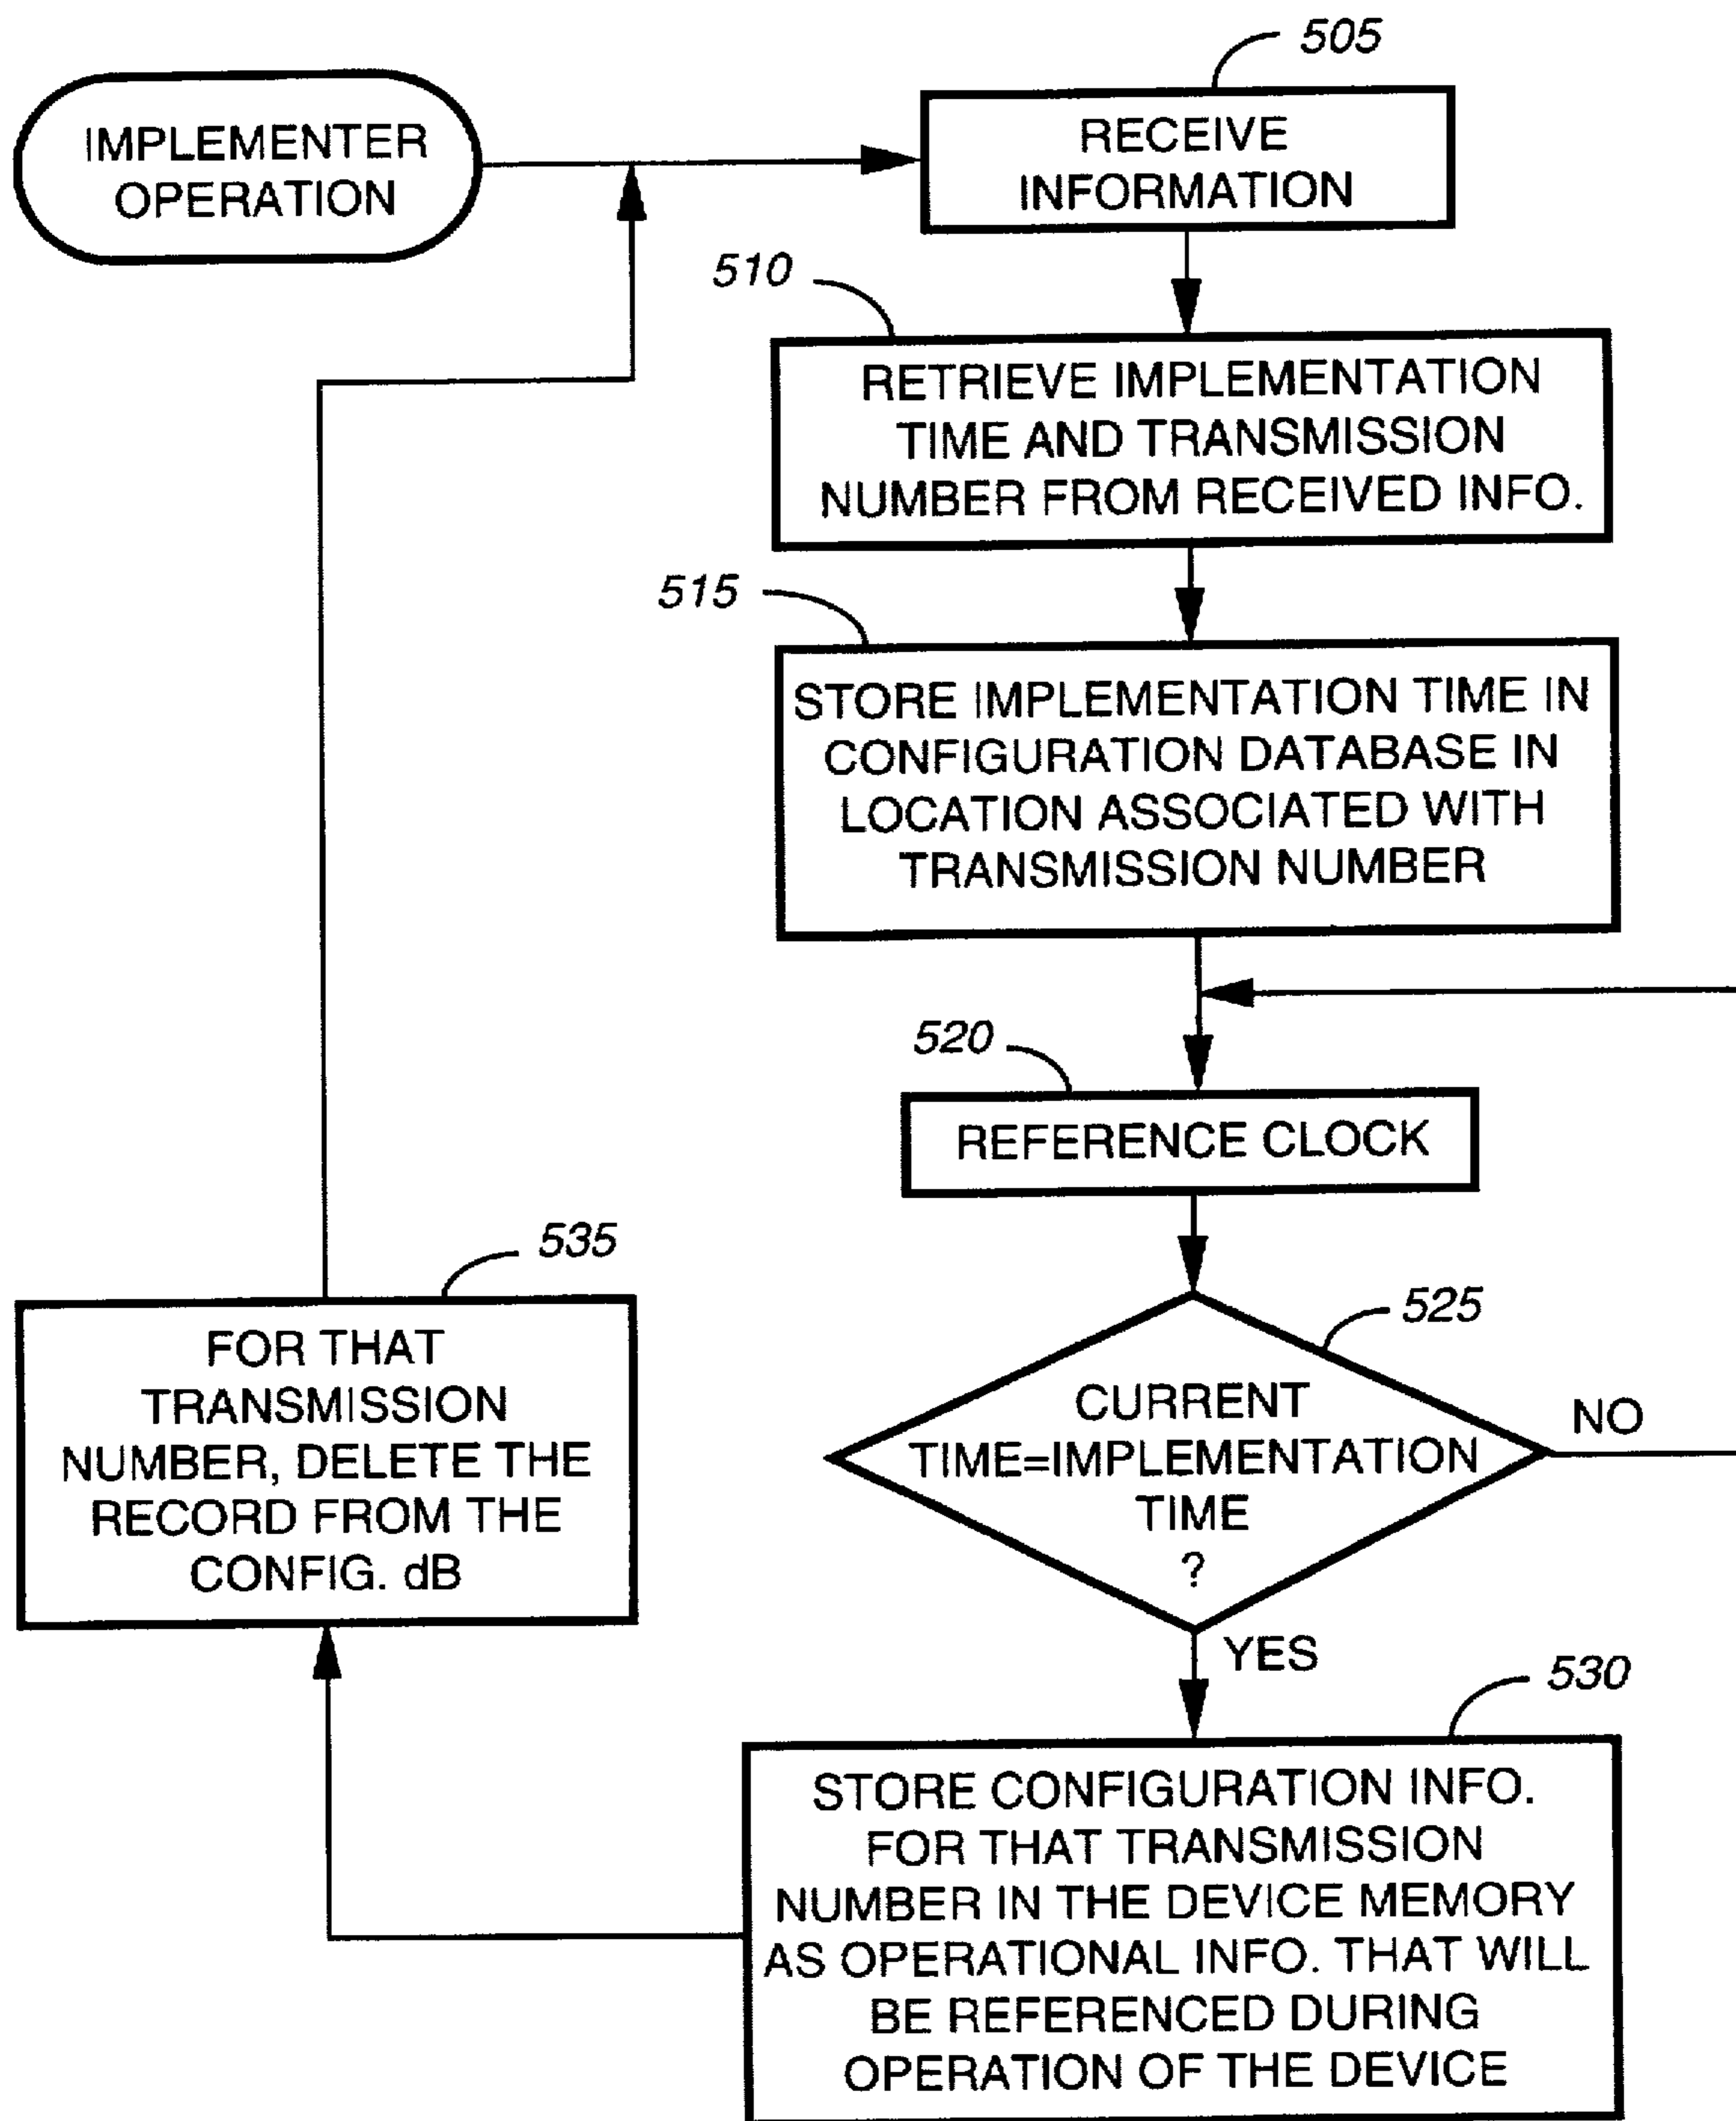 IMPLEMENTER
OPERATION
505
RECEIVE
INFORMATION
510
RETRIEVE IMPLEMENTATION
TIME AND TRANSMISSION
NUMBER FROM RECEIVED INFO.
515
STORE IMPLEMENTATION TIME IN
CONFIGURATION DATABASE IN
LOCATION ASSOCIATED WITH
TRANSMISSION NUMBER
520
REFERENCE CLOCK
525
CURRENT
TIME=IMPLEMENTATION
TIME
?
NO
YES
530
STORE CONFIGURATION INFO.
FOR THAT TRANSMISSION
NUMBER IN THE DEVICE MEMORY
AS OPERATIONAL INFO. THAT WILL
BE REFERENCED DURING
OPERATION OF THE DEVICE
535
FOR THAT
TRANSMISSION
NUMBER, DELETE THE
RECORD FROM THE
CONFIG. dB